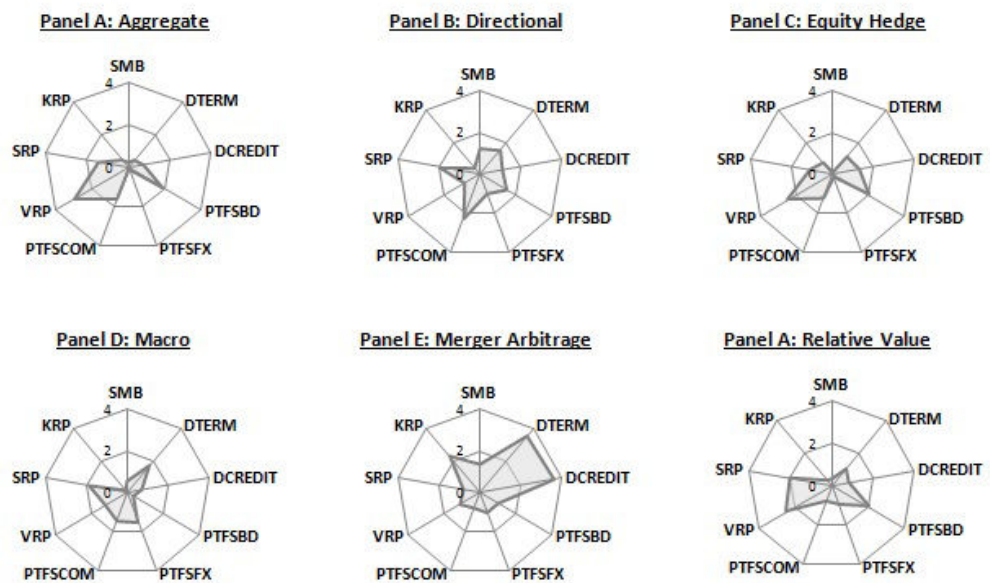 Panel A: Aggregate
SMB
4
KRP
DTERM
2
SRP
DCREDIT
0
VRP
PTFSBD
PTFSCOM
PTFSFX
Panel B: Directional
SMB
4
KRP
DTERM
2
SRP
DCREDIT
0
VRP
PTFSBD
PTFSCOM
PTFSFX
Panel C: Equity Hedge
SMB
4
KRP
DTERM
2
SRP
DCREDIT
0
VRP
PTFSBD
PTFSCOM
PTFSFX
Panel D: Macro
SMB
4
KRP
DTERM
2
SRP
DCREDIT
0
VRP
PTFSBD
PTFSCOM
PTFSFX
Panel E: Merger Arbitrage
SMB
4
KRP
DTERM
2
SRP
DCREDIT
0
VRP
PTFSBD
PTFSCOM
PTFSFX
Panel A: Relative Value
SMB
4
KRP
DTERM
2
SRP
DCREDIT
0
VRP
PTFSBD
PTFSCOM
PTFSFX